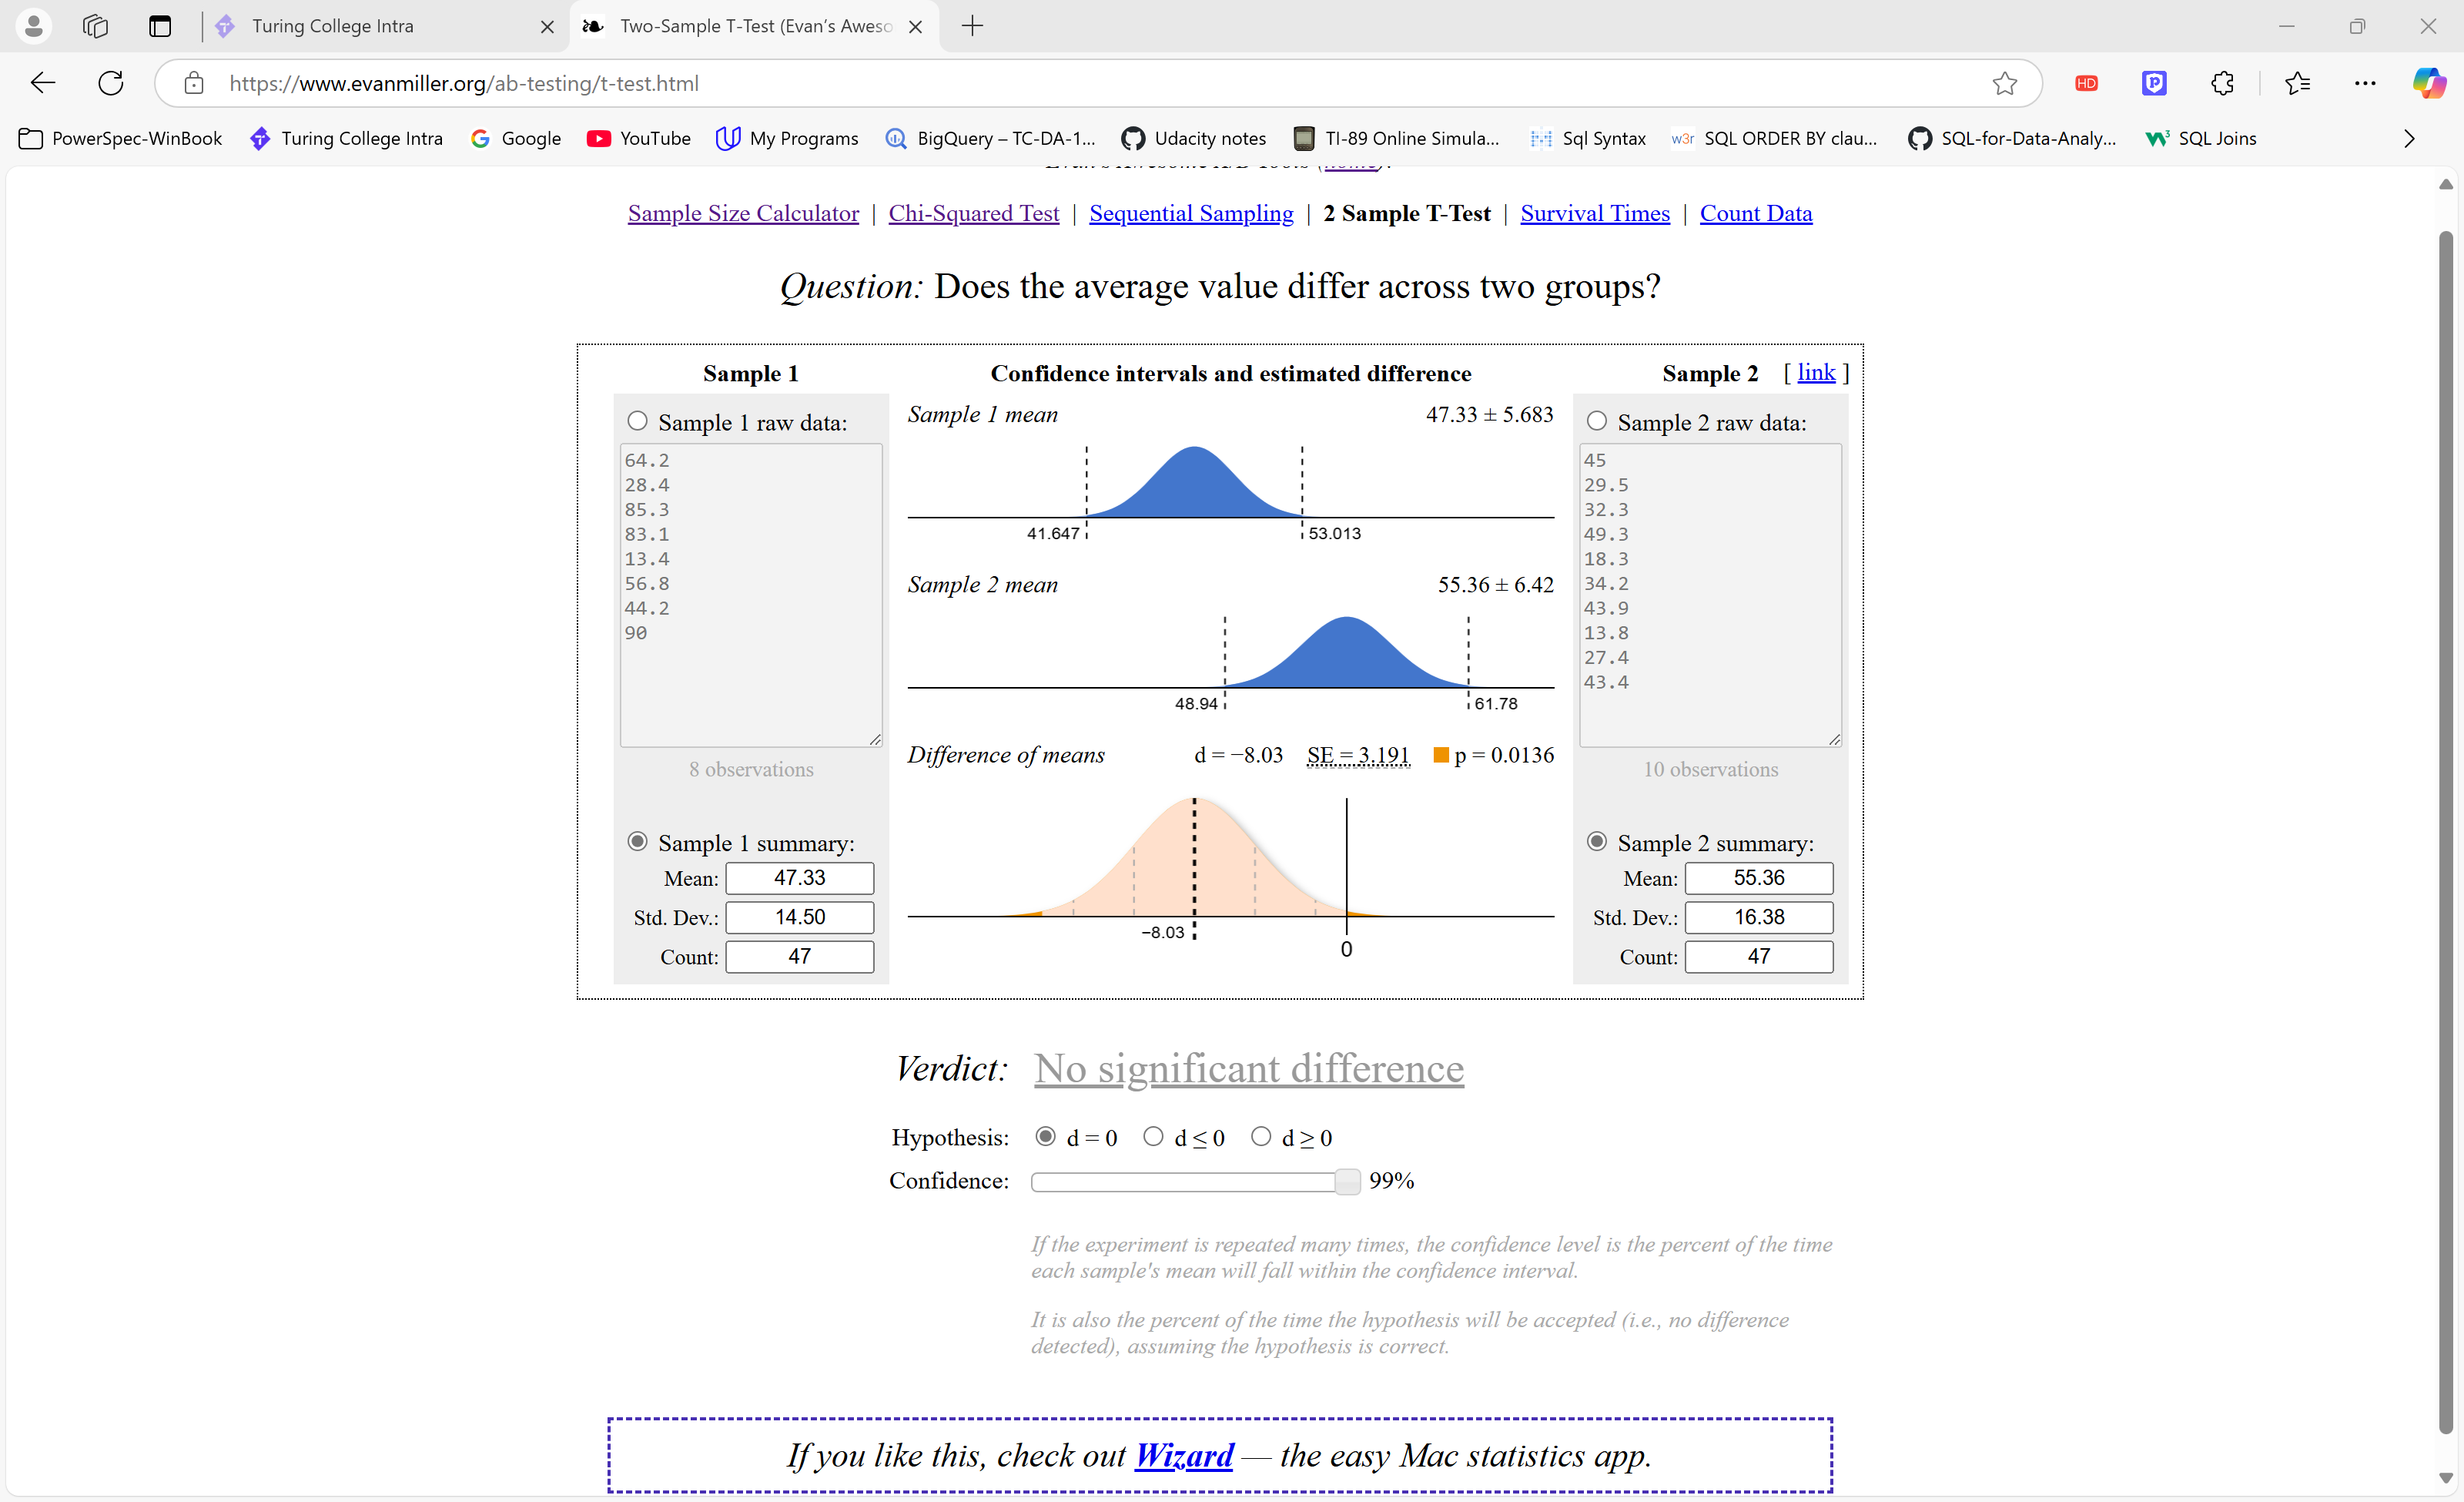 Turing College Intra
Two-Sample T-Test (Evan's Aweso
https://www.evanmiller.org/ab-testing/t-test.html
HD
PowerSpec-WinBook
Turing College Intra
Google
YouTube
My Programs
BigQuery – TC-DA-1...
Udacity notes
TI-89 Online Simula...
Sql Syntax
w3r SQL ORDER BY clau...
SQL-for-Data-Analy...
SQL Joins
Sample Size Calculator | Chi-Squared Test | Sequential Sampling | 2 Sample T-Test | Survival Times | Count Data
Question: Does the average value differ across two groups?
Sample 1
Sample 1 raw data:
64.2
28.4
85.3
83.1
13.4
56.8
44.2
90
8 observations
Sample 1 summary:
Mean: 47.33
Std. Dev.: 14.50
Count: 47
Confidence intervals and estimated difference
Sample 1 mean 47.33 ± 5.683
41.647 53.013
Sample 2 mean 55.36 ± 6.42
48.94 61.78
Difference of means d = −8.03 SE = 3.191 p = 0.0136
−8.03
0
Sample 2 [ link ]
Sample 2 raw data:
45
29.5
32.3
49.3
18.3
34.2
43.9
13.8
27.4
43.4
10 observations
Sample 2 summary:
Mean: 55.36
Std. Dev.: 16.38
Count: 47
Verdict: No significant difference
Hypothesis: d = 0 d ≤ 0 d ≥ 0
Confidence: 99%
If the experiment is repeated many times, the confidence level is the percent of the time
each sample's mean will fall within the confidence interval.
It is also the percent of the time the hypothesis will be accepted (i.e., no difference
detected), assuming the hypothesis is correct.
If you like this, check out Wizard — the easy Mac statistics app.